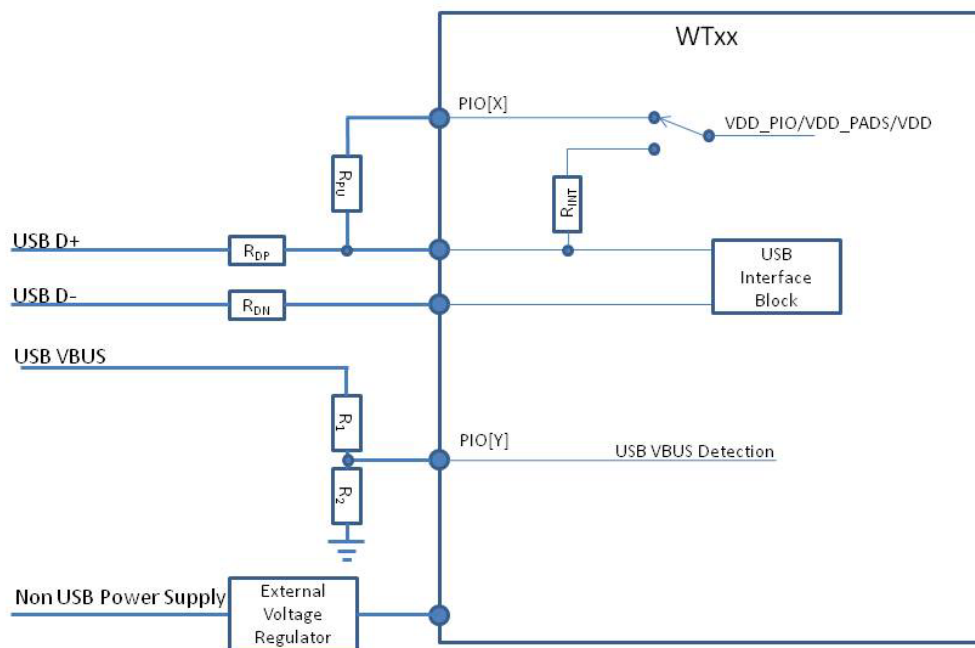 WTxx
PIO[X]
VDD_PIO/VDD_PADS/VDD
RPU
RINT
USB D+
RDP
USB
Interface
Block
USB D-
RDN
USB VBUS
R1
PIO[Y]
USB VBUS Detection
R2
Non USB Power Supply
External
Voltage
Regulator